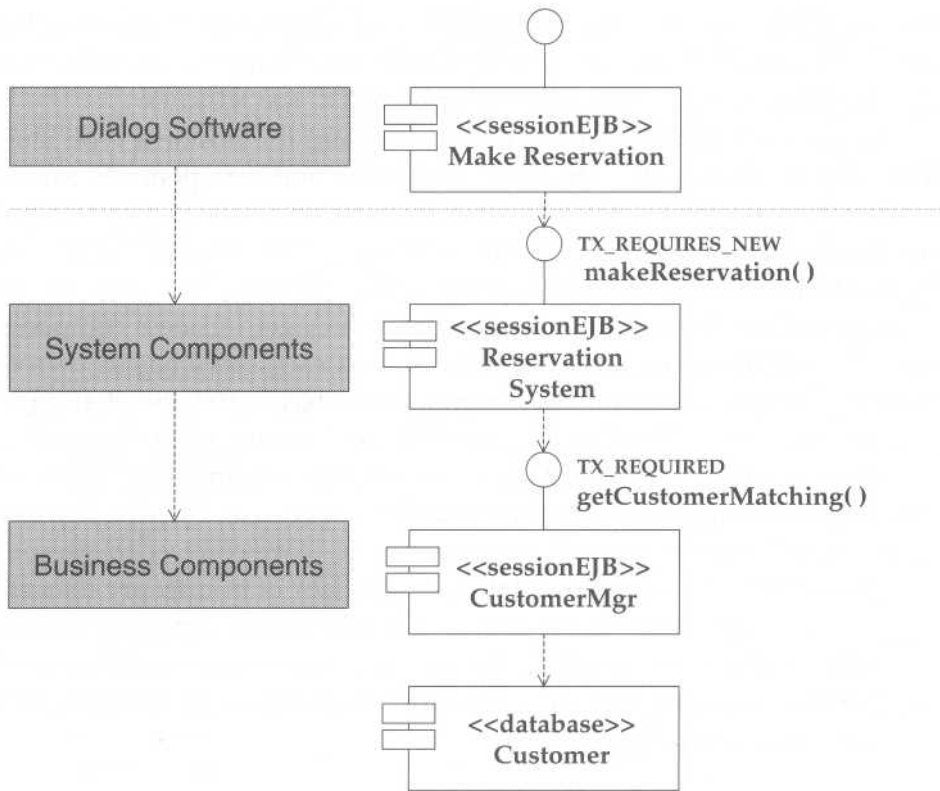 Dialog Software
<<sessionEJB>>
Make Reservation
TX_REQUIRES_NEW
makeReservation( )
System Components
<<sessionEJB>>
Reservation
System
TX_REQUIRED
getCustomerMatching( )
Business Components
<<sessionEJB>>
CustomerMgr
<<database>>
Customer